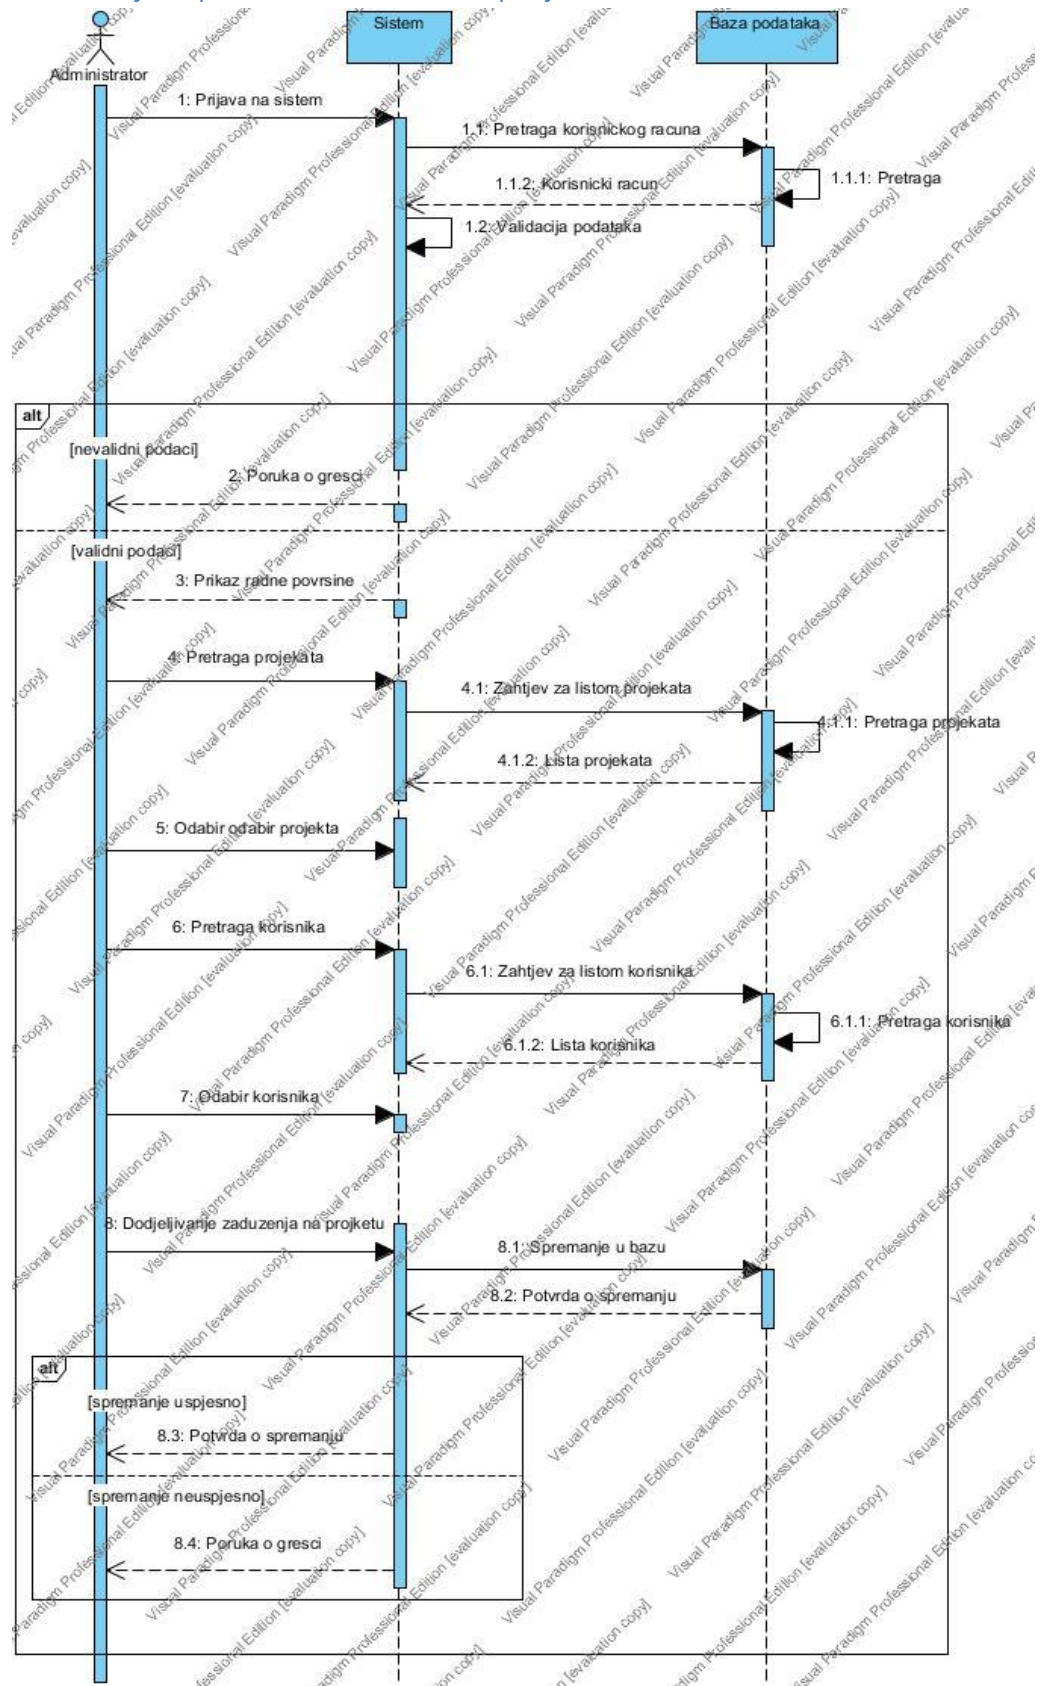 Sistem
Baza podataka
Administrator
1: Prijava na sistem
1.1: Pretraga korisnickog racuna
1.1.1: Pretraga
1.1.2: Korisnicki racun
1.2: Validacija podataka
alt
[nevalidni podaci]
2: Poruka o gresci
[validni podaci]
3: Prikaz radne povrsine
4: Pretraga projekata
4.1: Zahtjev za listom projekata
4.1.1: Pretraga projekata
4.1.2: Lista projekata
5: Odabir odabir projekta
6: Pretraga korisnika
6.1: Zahtjev za listom korisnika
6.1.1: Pretraga korisnika
6.1.2: Lista korisnika
7: Odabir korisnika
8: Dodjeljivanje zaduzenja na projketu
8.1: Spremanje u bazu
8.2: Potvrda o spremanju
alt
[spremanje uspjesno]
8.3: Potvrda o spremanju
[spremanje neuspjesno]
8.4: Poruka o gresci
Visual Paradigm Professional Edition [evaluation copy]